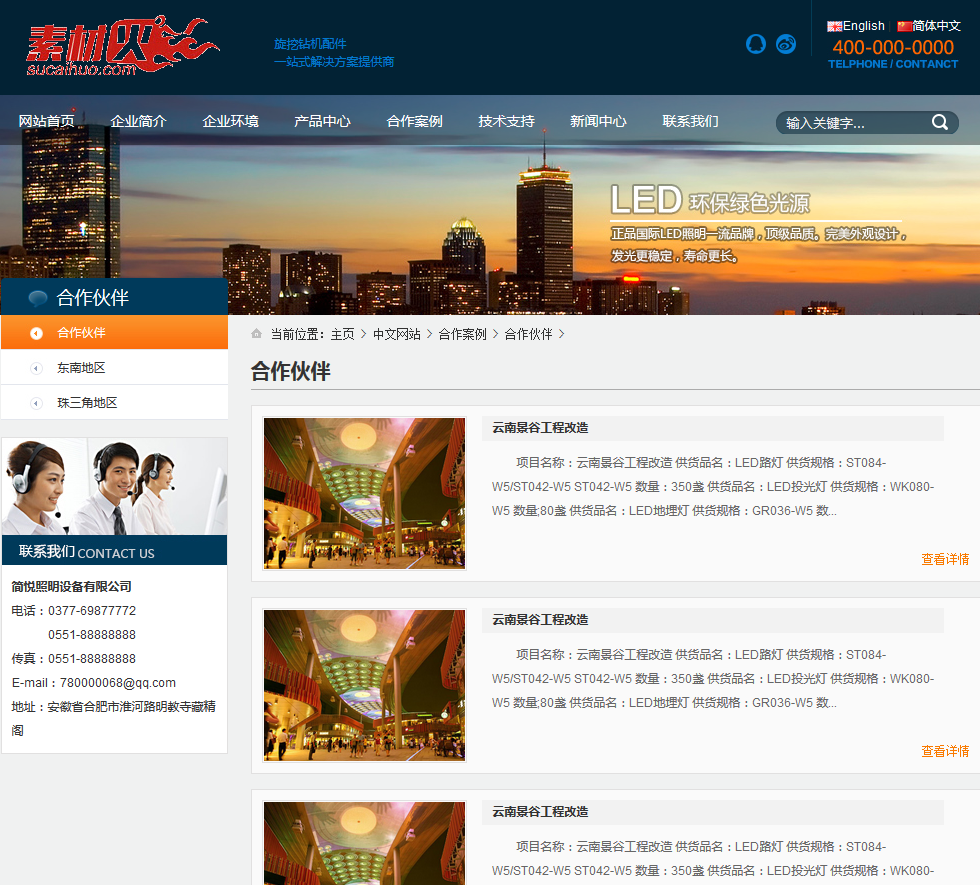 素材火
sucaihuo.com
旋挖钻机配件
一站式解决方案提供商
English 简体中文
400-000-0000
TELPHONE / CONTANCT
网站首页 企业简介 企业环境 产品中心 合作案例 技术支持 新闻中心 联系我们 输入关键字...
LED 环保绿色光源
正品国际LED照明一流品牌，顶级品质。完美外观设计，
发光更稳定，寿命更长。
合作伙伴
合作伙伴
东南地区
珠三角地区
联系我们 CONTACT US
简悦照明设备有限公司
电话：0377-69877772
0551-88888888
传真：0551-88888888
E-mail：780000068@qq.com
地址：安徽省合肥市淮河路明教寺藏精
阁
当前位置：主页 > 中文网站 > 合作案例 > 合作伙伴 >
合作伙伴
云南景谷工程改造
项目名称：云南景谷工程改造 供货品名：LED路灯 供货规格：ST084-
W5/ST042-W5 ST042-W5 数量：350盏 供货品名：LED投光灯 供货规格：WK080-
W5 数量;80盏 供货品名：LED地埋灯 供货规格：GR036-W5 数...
查看详情
云南景谷工程改造
项目名称：云南景谷工程改造 供货品名：LED路灯 供货规格：ST084-
W5/ST042-W5 ST042-W5 数量：350盏 供货品名：LED投光灯 供货规格：WK080-
W5 数量;80盏 供货品名：LED地埋灯 供货规格：GR036-W5 数...
查看详情
云南景谷工程改造
项目名称：云南景谷工程改造 供货品名：LED路灯 供货规格：ST084-
W5/ST042-W5 ST042-W5 数量：350盏 供货品名：LED投光灯 供货规格：WK080-